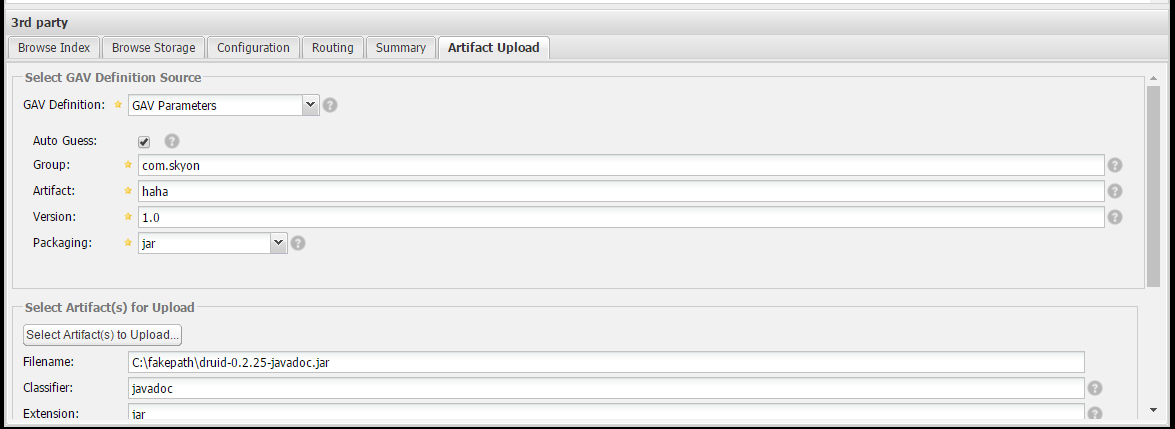 3rd party
Browse Index Browse Storage Configuration Routing Summary Artifact Upload
Select GAV Definition Source
GAV Definition: GAV Parameters
Auto Guess:
Group: com.skyon
Artifact: haha
Version: 1.0
Packaging: jar
Select Artifact(s) for Upload
Select Artifact(s) to Upload...
Filename: C:\fakepath\druid-0.2.25-javadoc.jar
Classifier: javadoc
Extension: jar